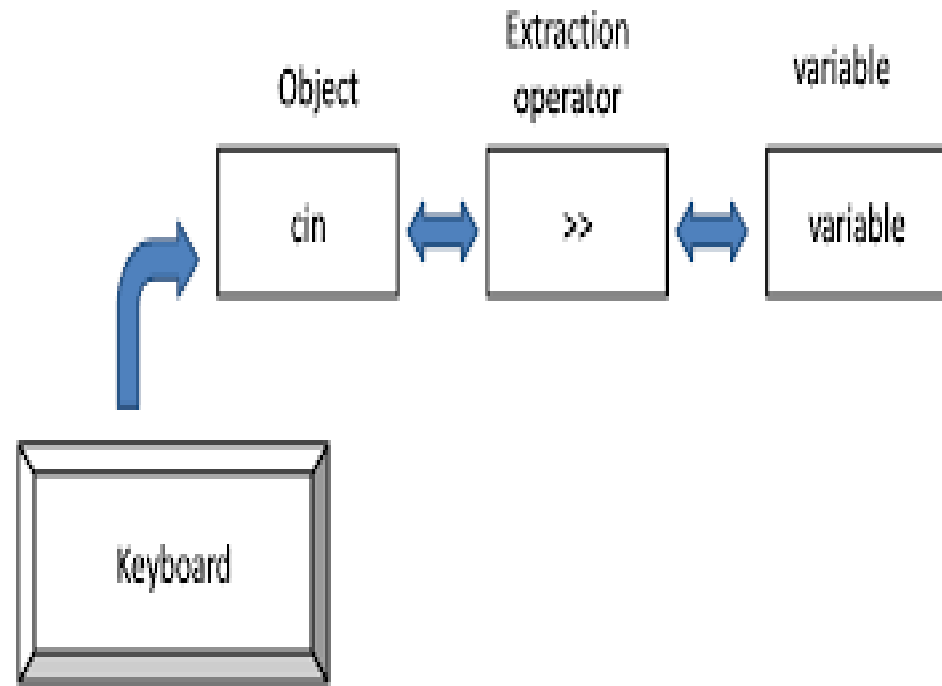 Object
Extraction
operator
variable
cin
>>
variable
Keyboard